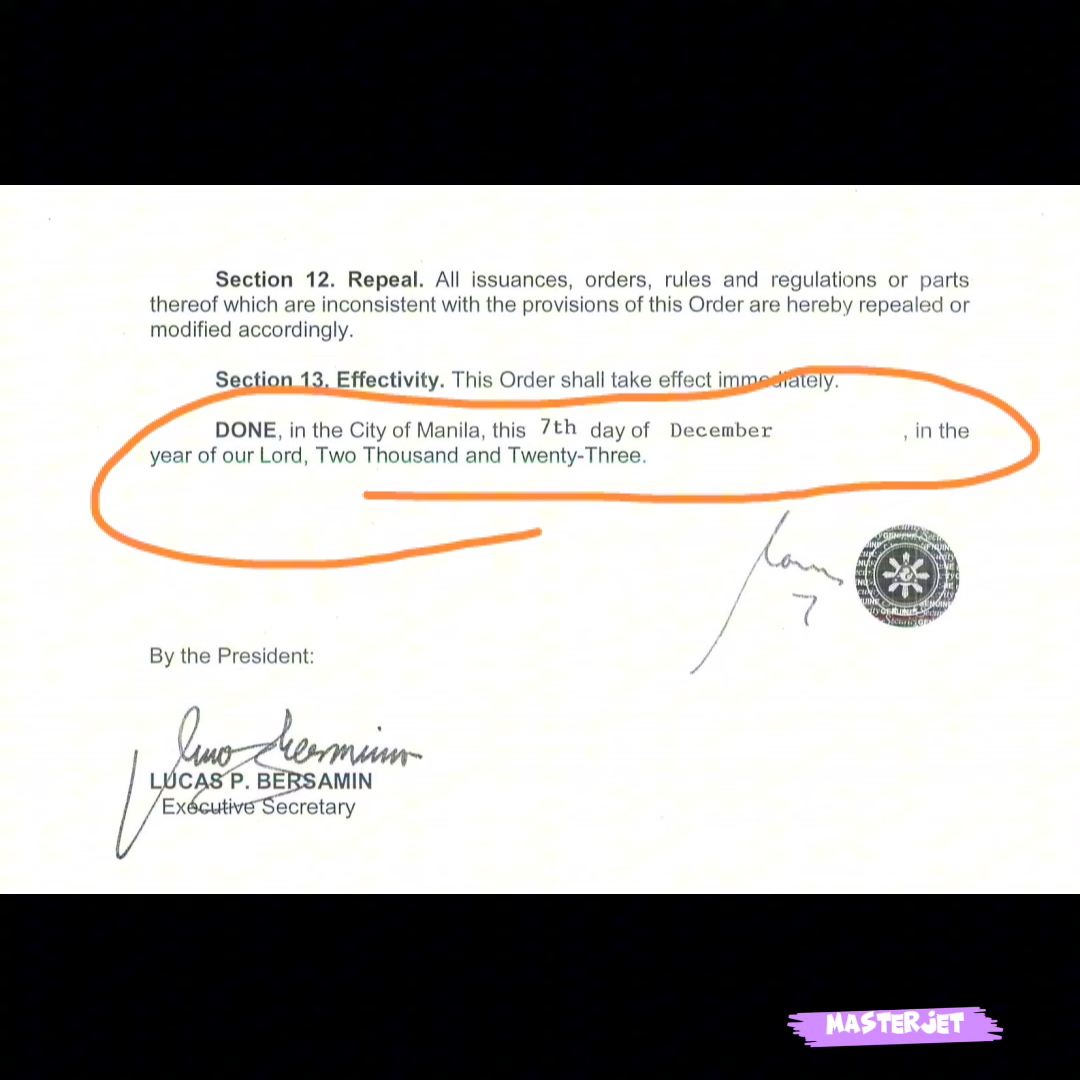 Section 12. Repeal. All issuances, orders, rules and regulations or parts
thereof which are inconsistent with the provisions of this Order are hereby repealed or
modified accordingly.
Section 13. Effectivity. This Order shall take effect immediately.
DONE, in the City of Manila, this 7th day of December , in the
year of our Lord, Two Thousand and Twenty-Three.
By the President:
LUCAS P. BERSAMIN
Executive Secretary
MASTERJET